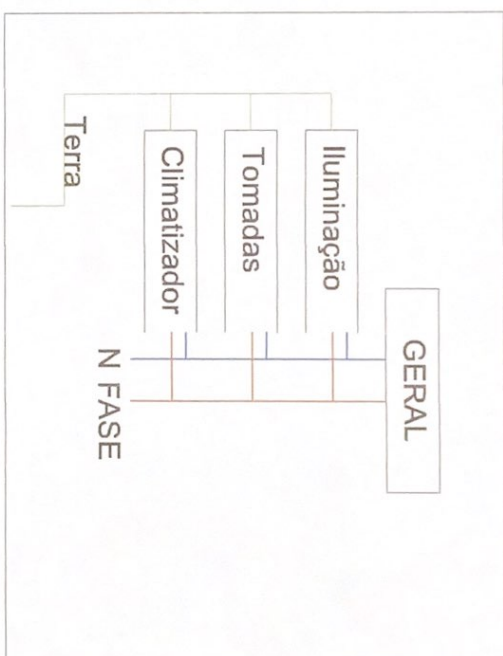 GERAL
Iluminação
Tomadas
Climatizador
Terra
N FASE